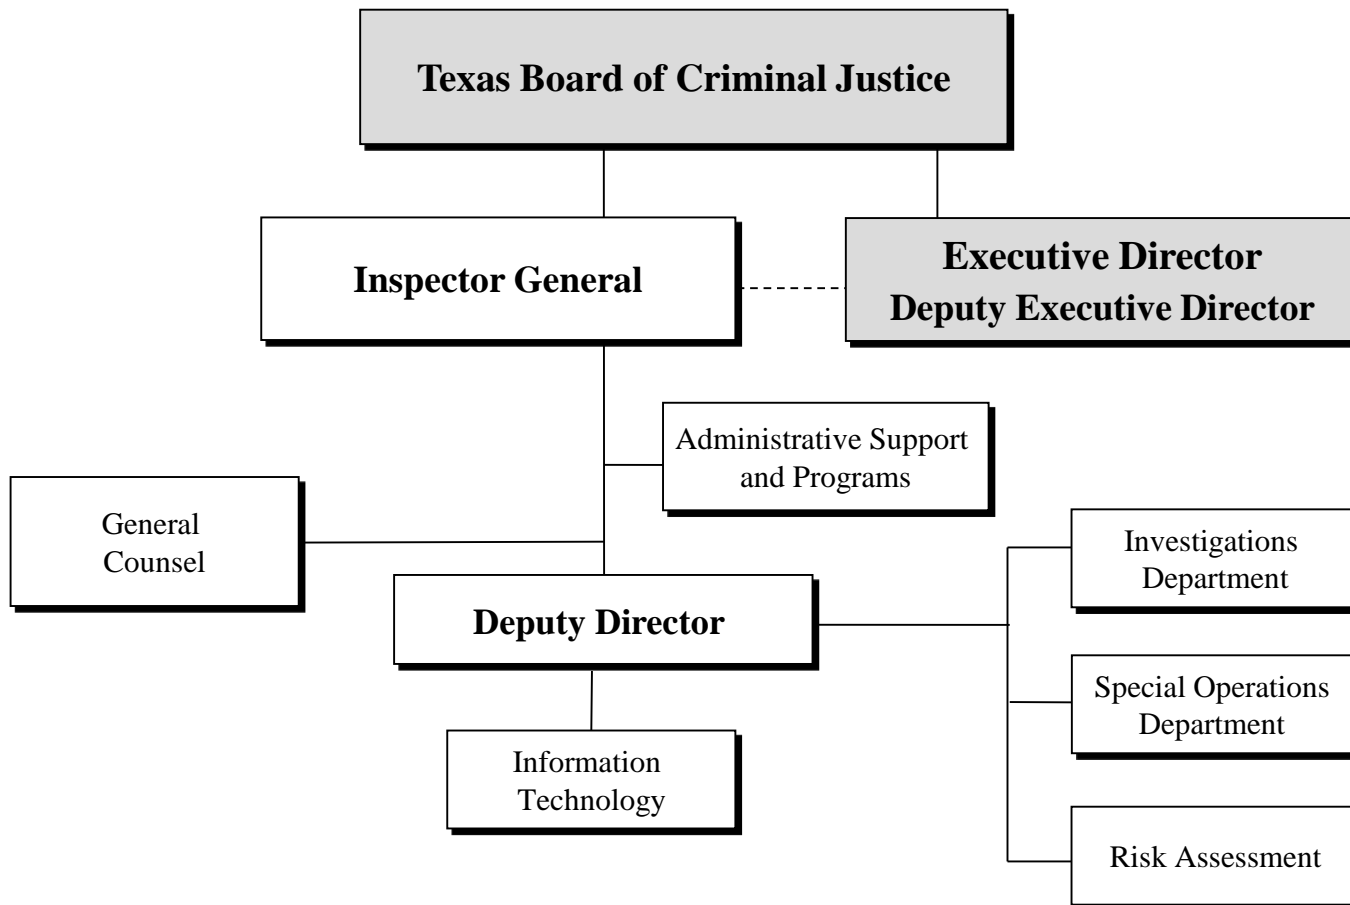 Texas Board of Criminal Justice
Inspector General
Executive Director
Deputy Executive Director
Administrative Support
and Programs
General
Counsel
Investigations
Department
Deputy Director
Special Operations
Department
Information
Technology
Risk Assessment